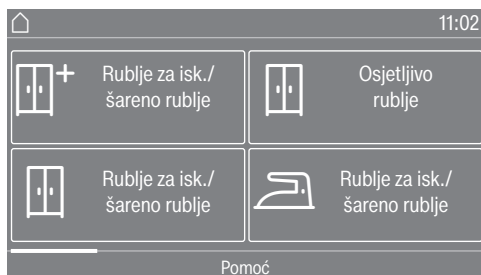 11:02
Rublje za isk./
šareno rublje
Osjetljivo
rublje
Rublje za isk./
šareno rublje
Rublje za isk./
šareno rublje
Pomoć